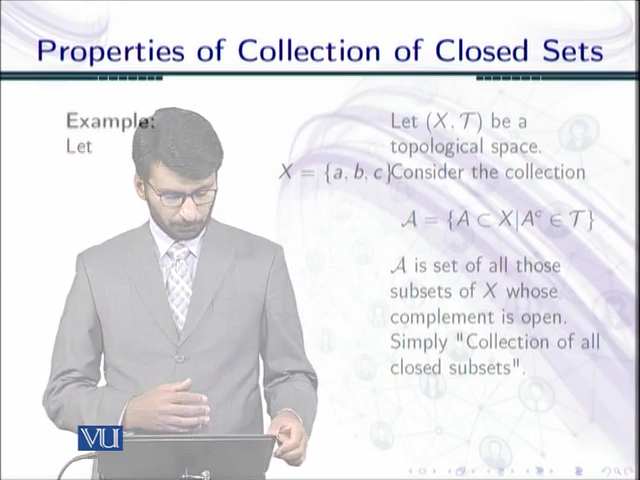 Properties of Collection of Closed Sets
Example:
Let
X = {a, b, c}
Let (X, 𝒯) be a
topological space.
Consider the collection
𝒜 = {A ⊂ X|Aᶜ ∈ 𝒯}
𝒜 is set of all those
subsets of X whose
complement is open.
Simply "Collection of all
closed subsets".
VU